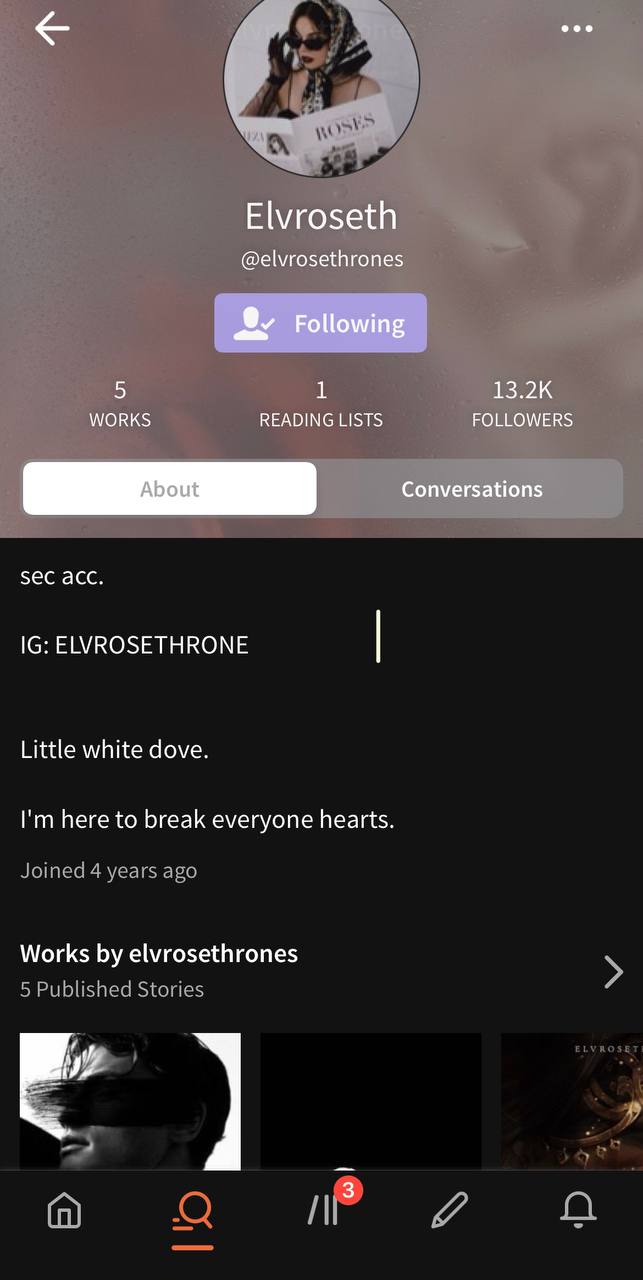 ROSES
Elvroseth
@elvrosethrones
Following
5
WORKS
1
READING LISTS
13.2K
FOLLOWERS
About
Conversations
sec acc.
IG: ELVROSETHRONE
Little white dove.
I'm here to break everyone hearts.
Joined 4 years ago
Works by elvrosethrones
5 Published Stories
ELVROSET
3